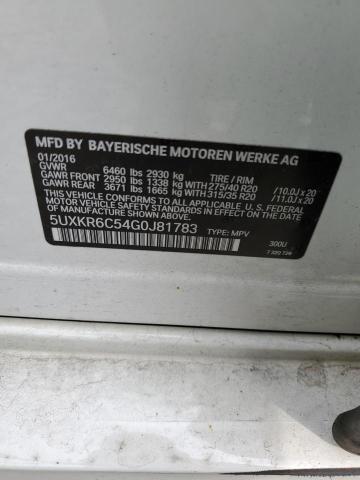 MFD BY BAYERISCHE MOTOREN WERKE AG
01/2016
GVWR 6460 lbs 2930 kg TIRE / RIM
GAWR FRONT 2950 lbs 1338 kg WITH 275/40 R20 /10.0J x 20
GAWR REAR 3671 lbs 1665 kg WITH 315/35 R20 /11.0J x 20
THIS VEHICLE CONFORMS TO ALL APPLICABLE FEDERAL
MOTOR VEHICLE SAFETY STANDARDS IN EFFECT ON
THE DATE OF MANUFACTURE SHOWN ABOVE.
5UXKR6C54G0J81783 TYPE: MPV
300U